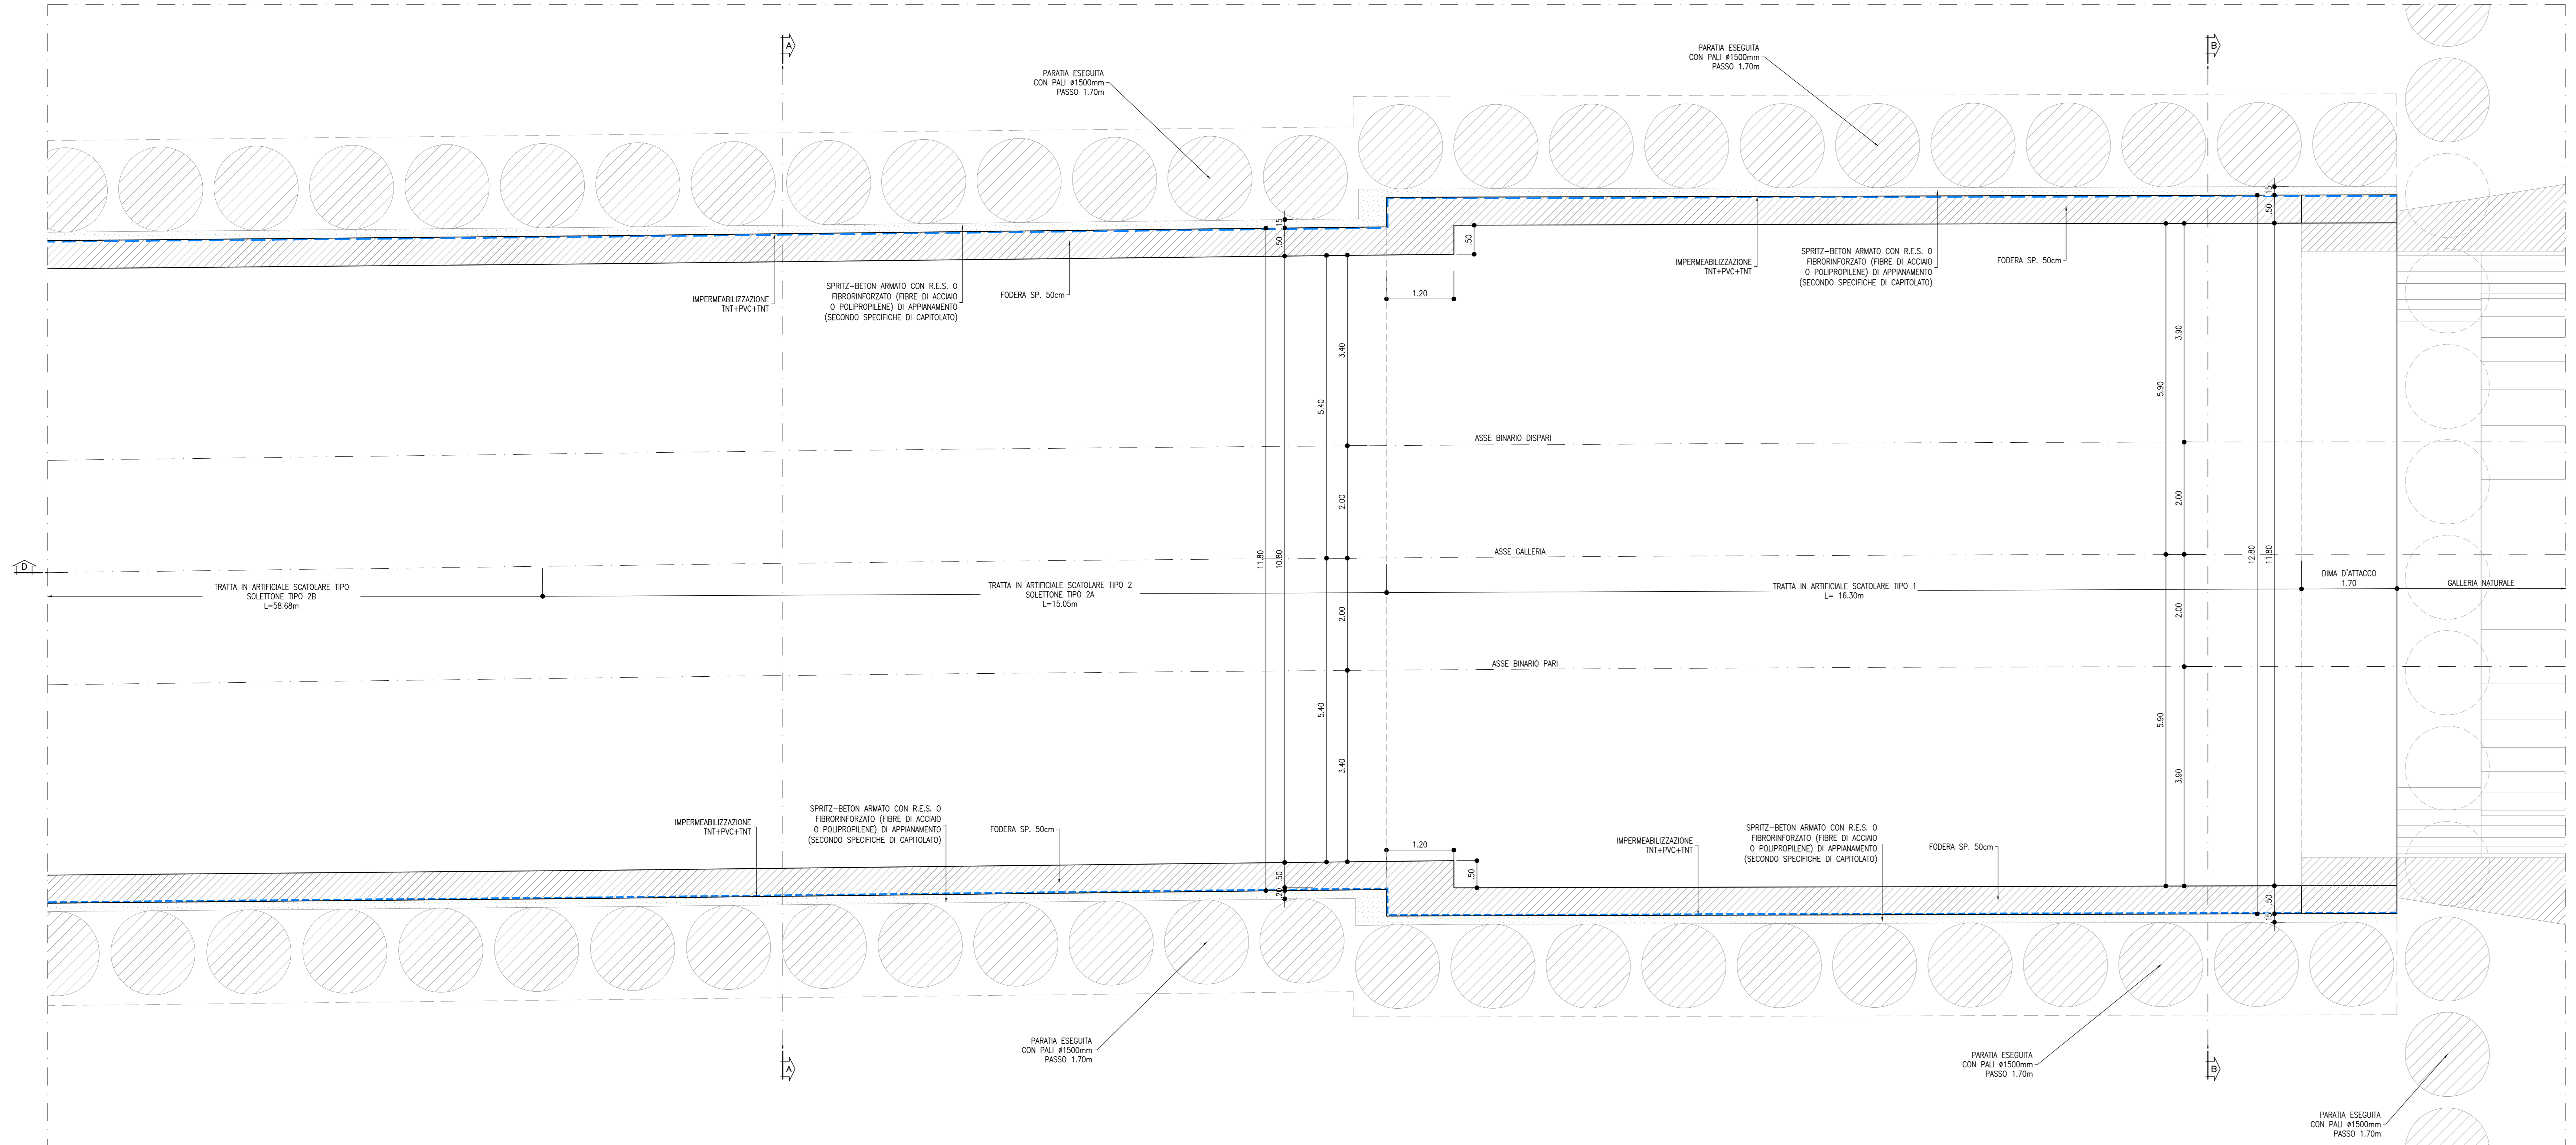 A
B
PARATIA ESEGUITA
CON PALI ø1500mm
PASSO 1.70m
PARATIA ESEGUITA
CON PALI ø1500mm
PASSO 1.70m
.15
.50
.15
.50
.50
IMPERMEABILIZZAZIONE
TNT+PVC+TNT
SPRITZ-BETON ARMATO CON R.E.S. O
FIBRORINFORZATO (FIBRE DI ACCIAIO
O POLIPROPILENE) DI APPIANAMENTO
(SECONDO SPECIFICHE DI CAPITOLATO)
FODERA SP. 50cm
1.20
IMPERMEABILIZZAZIONE
TNT+PVC+TNT
SPRITZ-BETON ARMATO CON R.E.S. O
FIBRORINFORZATO (FIBRE DI ACCIAIO
O POLIPROPILENE) DI APPIANAMENTO
(SECONDO SPECIFICHE DI CAPITOLATO)
FODERA SP. 50cm
3.40
5.40
3.90
5.90
ASSE BINARIO DISPARI
2.00
2.00
11.80
10.80
12.80
11.80
ASSE GALLERIA
D
TRATTA IN ARTIFICIALE SCATOLARE TIPO
SOLETTONE TIPO 2B
L=58.68m
TRATTA IN ARTIFICIALE SCATOLARE TIPO 2
SOLETTONE TIPO 2A
L=15.05m
TRATTA IN ARTIFICIALE SCATOLARE TIPO 1
L= 16.30m
DIMA D'ATTACCO
1.70
GALLERIA NATURALE
2.00
2.00
ASSE BINARIO PARI
5.40
3.40
5.90
3.90
IMPERMEABILIZZAZIONE
TNT+PVC+TNT
SPRITZ-BETON ARMATO CON R.E.S. O
FIBRORINFORZATO (FIBRE DI ACCIAIO
O POLIPROPILENE) DI APPIANAMENTO
(SECONDO SPECIFICHE DI CAPITOLATO)
FODERA SP. 50cm
1.20
IMPERMEABILIZZAZIONE
TNT+PVC+TNT
SPRITZ-BETON ARMATO CON R.E.S. O
FIBRORINFORZATO (FIBRE DI ACCIAIO
O POLIPROPILENE) DI APPIANAMENTO
(SECONDO SPECIFICHE DI CAPITOLATO)
FODERA SP. 50cm
.50
.20
.50
.50
.15
PARATIA ESEGUITA
CON PALI ø1500mm
PASSO 1.70m
PARATIA ESEGUITA
CON PALI ø1500mm
PASSO 1.70m
A
B
PARATIA ESEGUITA
CON PALI ø1500mm
PASSO 1.70m